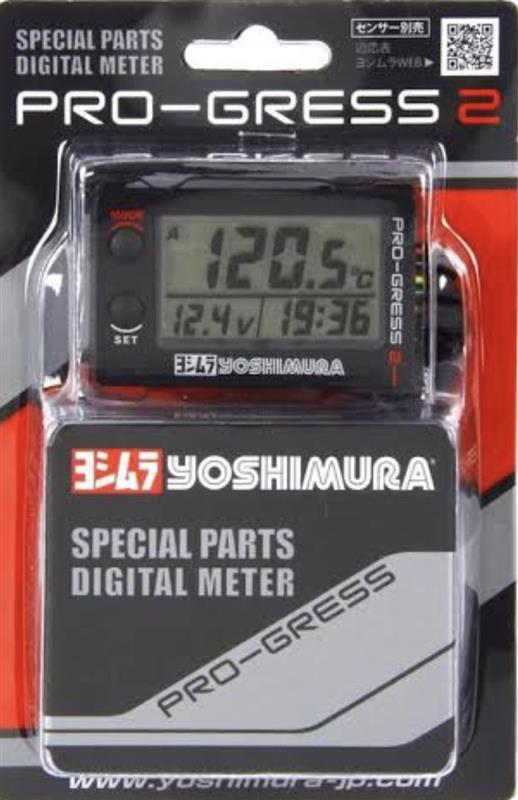 SPECIAL PARTS
DIGITAL METER
センサー別売
適応表
ヨシムラWEB▶
PRO-GRESS 2
MODE
A
120.5℃
12.4V
19:36
SET
PRO-GRESS 2
ヨシムラ YOSHIMURA
ヨシムラ YOSHIMURA
SPECIAL PARTS
DIGITAL METER
PRO-GRESS
www.yoshimura-jp.com